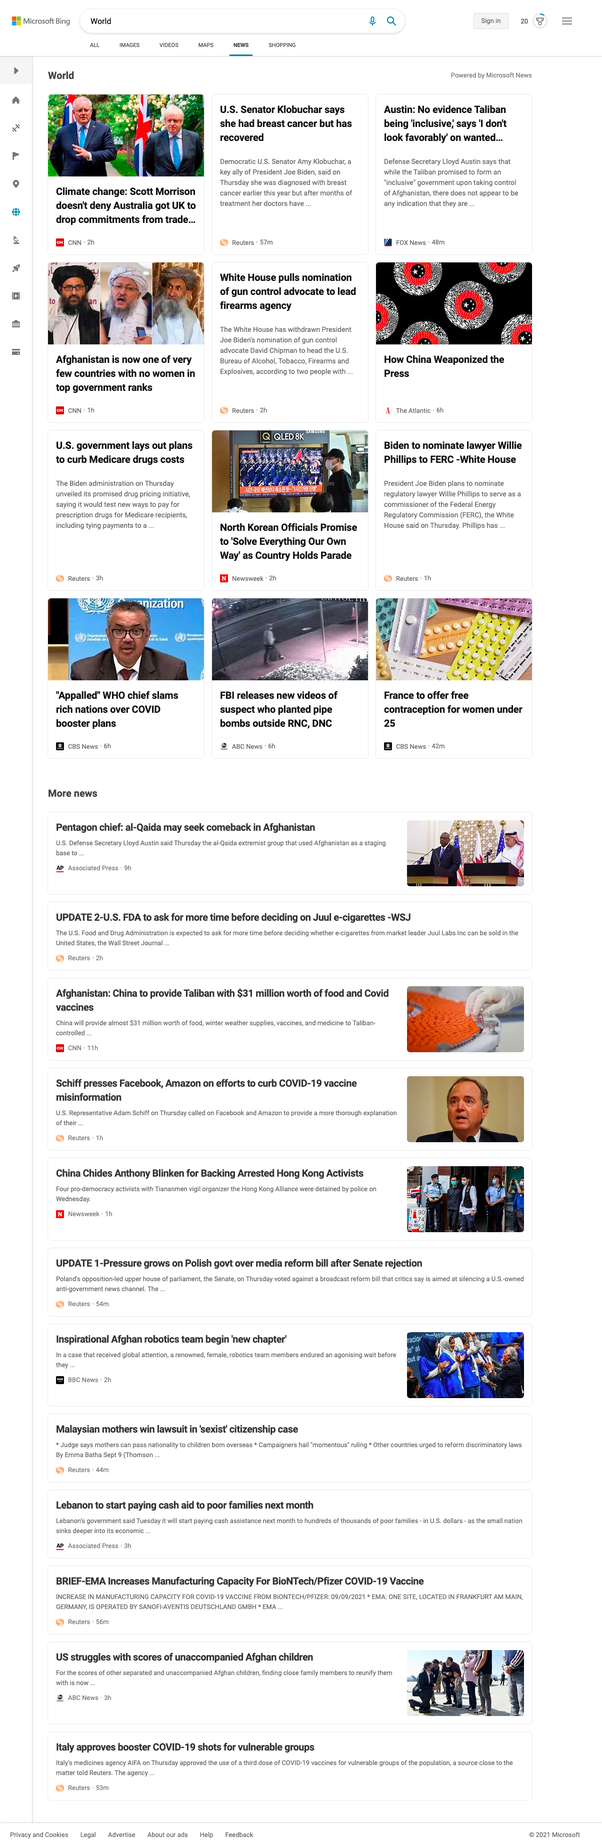 Microsoft Bing
World
Sign in
20
ALL IMAGES VIDEOS MAPS NEWS SHOPPING
World
Powered by Microsoft News
Climate change: Scott Morrison
doesn't deny Australia got UK to
drop commitments from trade...
CNN · 2h
U.S. Senator Klobuchar says
she had breast cancer but has
recovered
Democratic U.S. Senator Amy Klobuchar, a
key ally of President Joe Biden, said on
Thursday she was diagnosed with breast
cancer earlier this year but after months of
treatment her doctors have ...
Reuters · 57m
Austin: No evidence Taliban
being 'inclusive,' says 'I don't
look favorably' on wanted...
Defense Secretary Lloyd Austin says that
while the Taliban promised to form an
"inclusive" government upon taking control
of Afghanistan, there does not appear to be
any indication that they are ...
FOX News · 48m
Afghanistan is now one of very
few countries with no women in
top government ranks
CNN · 1h
White House pulls nomination
of gun control advocate to lead
firearms agency
The White House has withdrawn President
Joe Biden's nomination of gun control
advocate David Chipman to head the U.S.
Bureau of Alcohol, Tobacco, Firearms and
Explosives, according to two people with ...
Reuters · 2h
How China Weaponized the
Press
The Atlantic · 6h
U.S. government lays out plans
to curb Medicare drugs costs
The Biden administration on Thursday
unveiled its promised drug pricing initiative,
saying it would test new ways to pay for
prescription drugs for Medicare recipients,
including tying payments to a ...
Reuters · 3h
QLED 8K
North Korean Officials Promise
to 'Solve Everything Our Own
Way' as Country Holds Parade
Newsweek · 2h
Biden to nominate lawyer Willie
Phillips to FERC -White House
President Joe Biden plans to nominate
regulatory lawyer Willie Phillips to serve as a
commissioner of the Federal Energy
Regulatory Commission (FERC), the White
House said on Thursday. Phillips has ...
Reuters · 1h
"Appalled" WHO chief slams
rich nations over COVID
booster plans
CBS News · 6h
FBI releases new videos of
suspect who planted pipe
bombs outside RNC, DNC
ABC News · 6h
France to offer free
contraception for women under
25
CBS News · 42m
More news
Pentagon chief: al-Qaida may seek comeback in Afghanistan
U.S. Defense Secretary Lloyd Austin said Thursday the al-Qaida extremist group that used Afghanistan as a staging
base to ...
AP Associated Press · 9h
UPDATE 2-U.S. FDA to ask for more time before deciding on Juul e-cigarettes -WSJ
The U.S. Food and Drug Administration is expected to ask for more time before deciding whether e-cigarettes from market leader Juul Labs Inc can be sold in the
United States, the Wall Street Journal ...
Reuters · 2h
Afghanistan: China to provide Taliban with $31 million worth of food and Covid
vaccines
China will provide almost $31 million worth of food, winter weather supplies, vaccines, and medicine to Taliban-
controlled ...
CNN · 11h
Schiff presses Facebook, Amazon on efforts to curb COVID-19 vaccine
misinformation
U.S. Representative Adam Schiff on Thursday called on Facebook and Amazon to provide a more thorough explanation
of their ...
Reuters · 1h
China Chides Anthony Blinken for Backing Arrested Hong Kong Activists
Four pro-democracy activists with Tiananmen vigil organizer the Hong Kong Alliance were detained by police on
Wednesday.
Newsweek · 1h
UPDATE 1-Pressure grows on Polish govt over media reform bill after Senate rejection
Poland's opposition-led upper house of parliament, the Senate, on Thursday voted against a broadcast reform bill that critics say is aimed at silencing a U.S.-owned
anti-government news channel. The ...
Reuters · 54m
Inspirational Afghan robotics team begin 'new chapter'
In a case that received global attention, a renowned, female, robotics team members endured an agonising wait before
they ...
BBC News · 2h
Malaysian mothers win lawsuit in 'sexist' citizenship case
* Judge says mothers can pass nationality to children born overseas * Campaigners hail "momentous" ruling * Other countries urged to reform discriminatory laws
By Emma Batha Sept 9 (Thomson ...
Reuters · 44m
Lebanon to start paying cash aid to poor families next month
Lebanon's government said Tuesday it will start paying cash assistance next month to hundreds of thousands of poor families - in U.S. dollars - as the small nation
sinks deeper into its economic ...
AP Associated Press · 3h
BRIEF-EMA Increases Manufacturing Capacity For BioNTech/Pfizer COVID-19 Vaccine
INCREASE IN MANUFACTURING CAPACITY FOR COVID-19 VACCINE FROM BIONTECH/PFIZER: 09/09/2021 * EMA: ONE SITE, LOCATED IN FRANKFURT AM MAIN,
GERMANY, IS OPERATED BY SANOFI-AVENTIS DEUTSCHLAND GMBH * EMA ...
Reuters · 56m
US struggles with scores of unaccompanied Afghan children
For the scores of other separated and unaccompanied Afghan children, finding close family members to reunify them
with is now ...
ABC News · 3h
Italy approves booster COVID-19 shots for vulnerable groups
Italy's medicines agency AIFA on Thursday approved the use of a third dose of COVID-19 vaccines for vulnerable groups of the population, a source close to the
matter told Reuters. The agency ...
Reuters · 53m
Privacy and Cookies Legal Advertise About our ads Help Feedback
© 2021 Microsoft